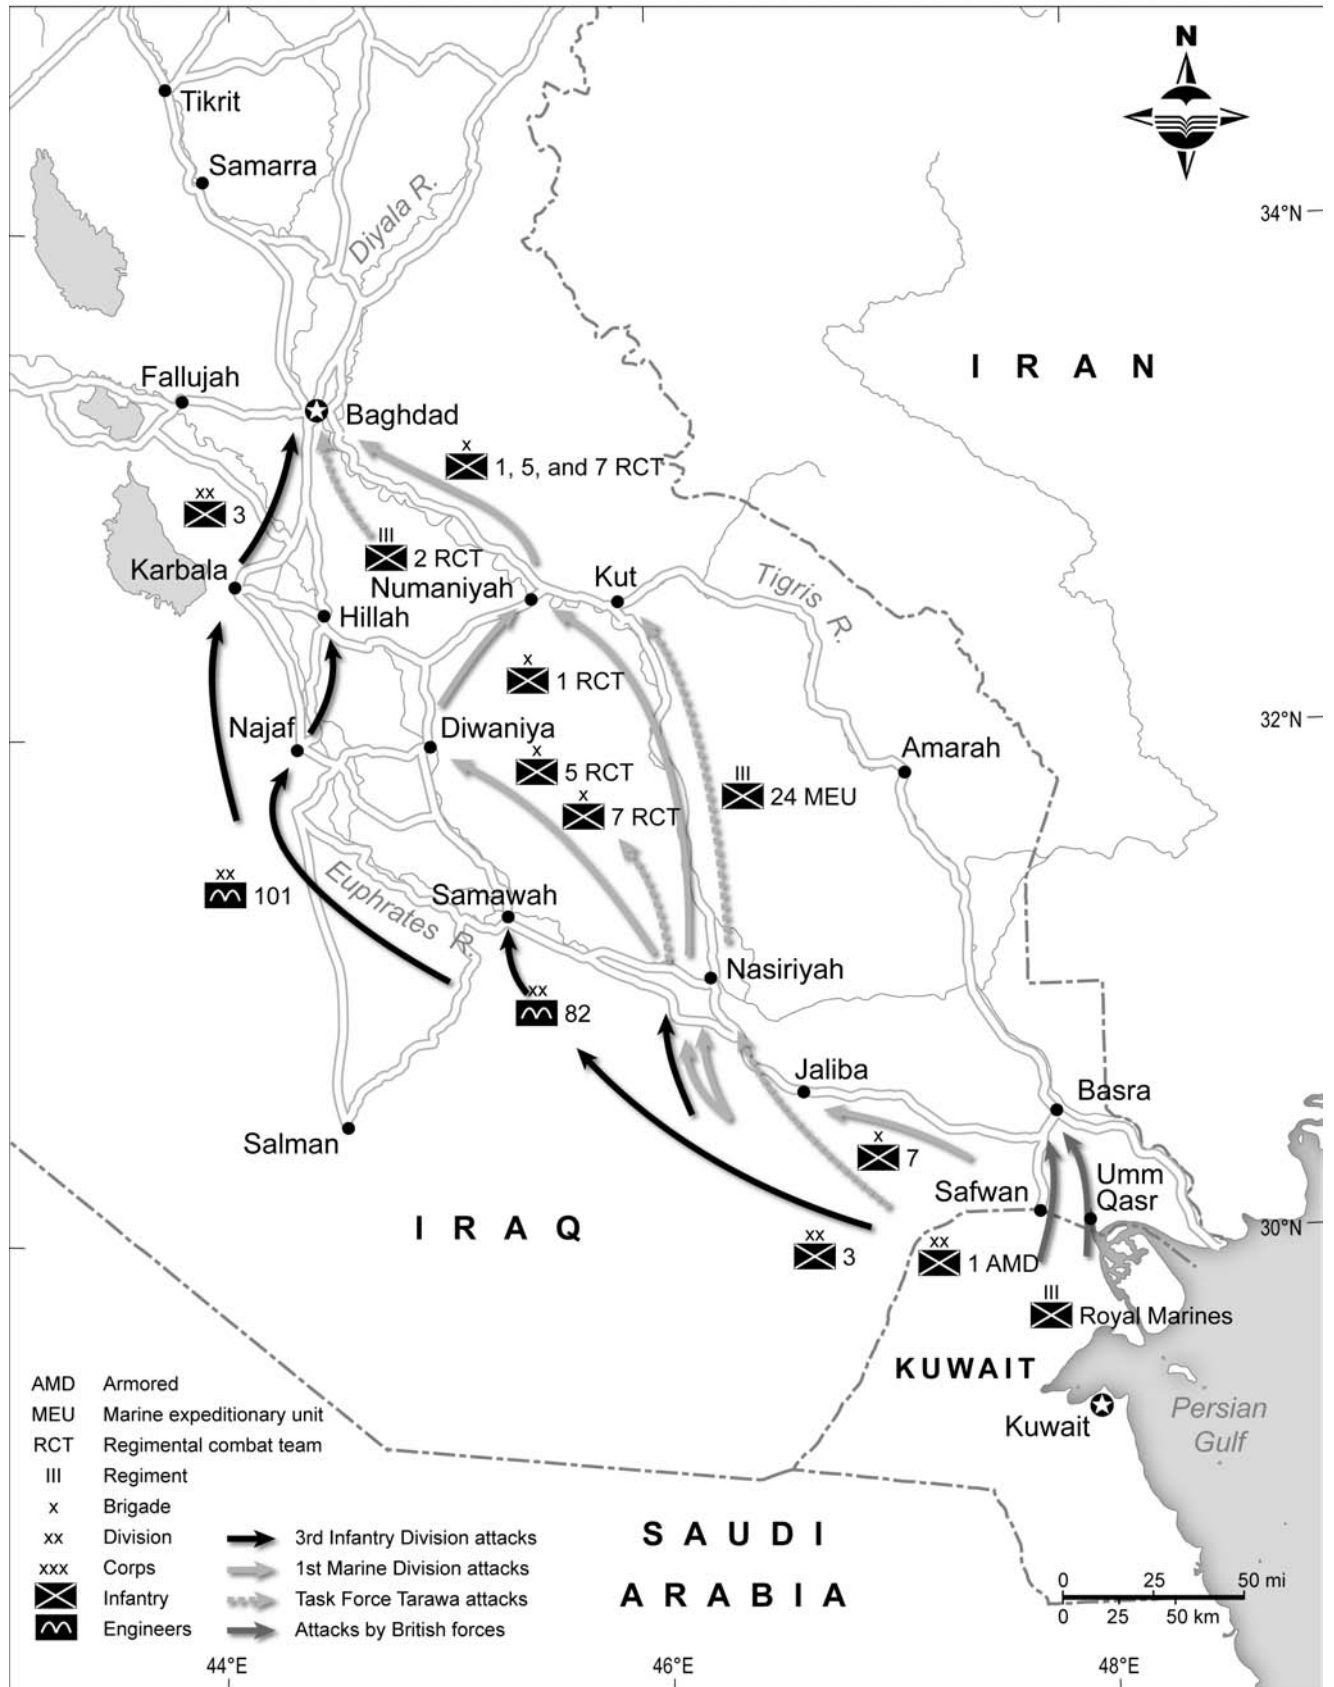 N
Tikrit
Samarra
Diyala R.
34°N
I R A N
Fallujah
Baghdad
x
1, 5, and 7 RCT
xx
3
III
2 RCT
Karbala
Numaniyah
Kut
Tigris R.
Hillah
x
1 RCT
32°N
Najaf
Diwaniya
Amarah
x
5 RCT
III
24 MEU
x
7 RCT
xx
101
Euphrates R.
Samawah
Nasiriyah
xx
82
Jaliba
Basra
Salman
x
7
Umm
Qasr
Safwan
I R A Q
30°N
xx
3
xx
1 AMD
III
Royal Marines
KUWAIT
Kuwait
Persian
Gulf
AMD Armored
MEU Marine expeditionary unit
RCT Regimental combat team
III Regiment
x Brigade
xx Division
xxx Corps
Infantry
Engineers
3rd Infantry Division attacks
1st Marine Division attacks
Task Force Tarawa attacks
Attacks by British forces
S A U D I
A R A B I A
0 25 50 mi
0 25 50 km
44°E
46°E
48°E